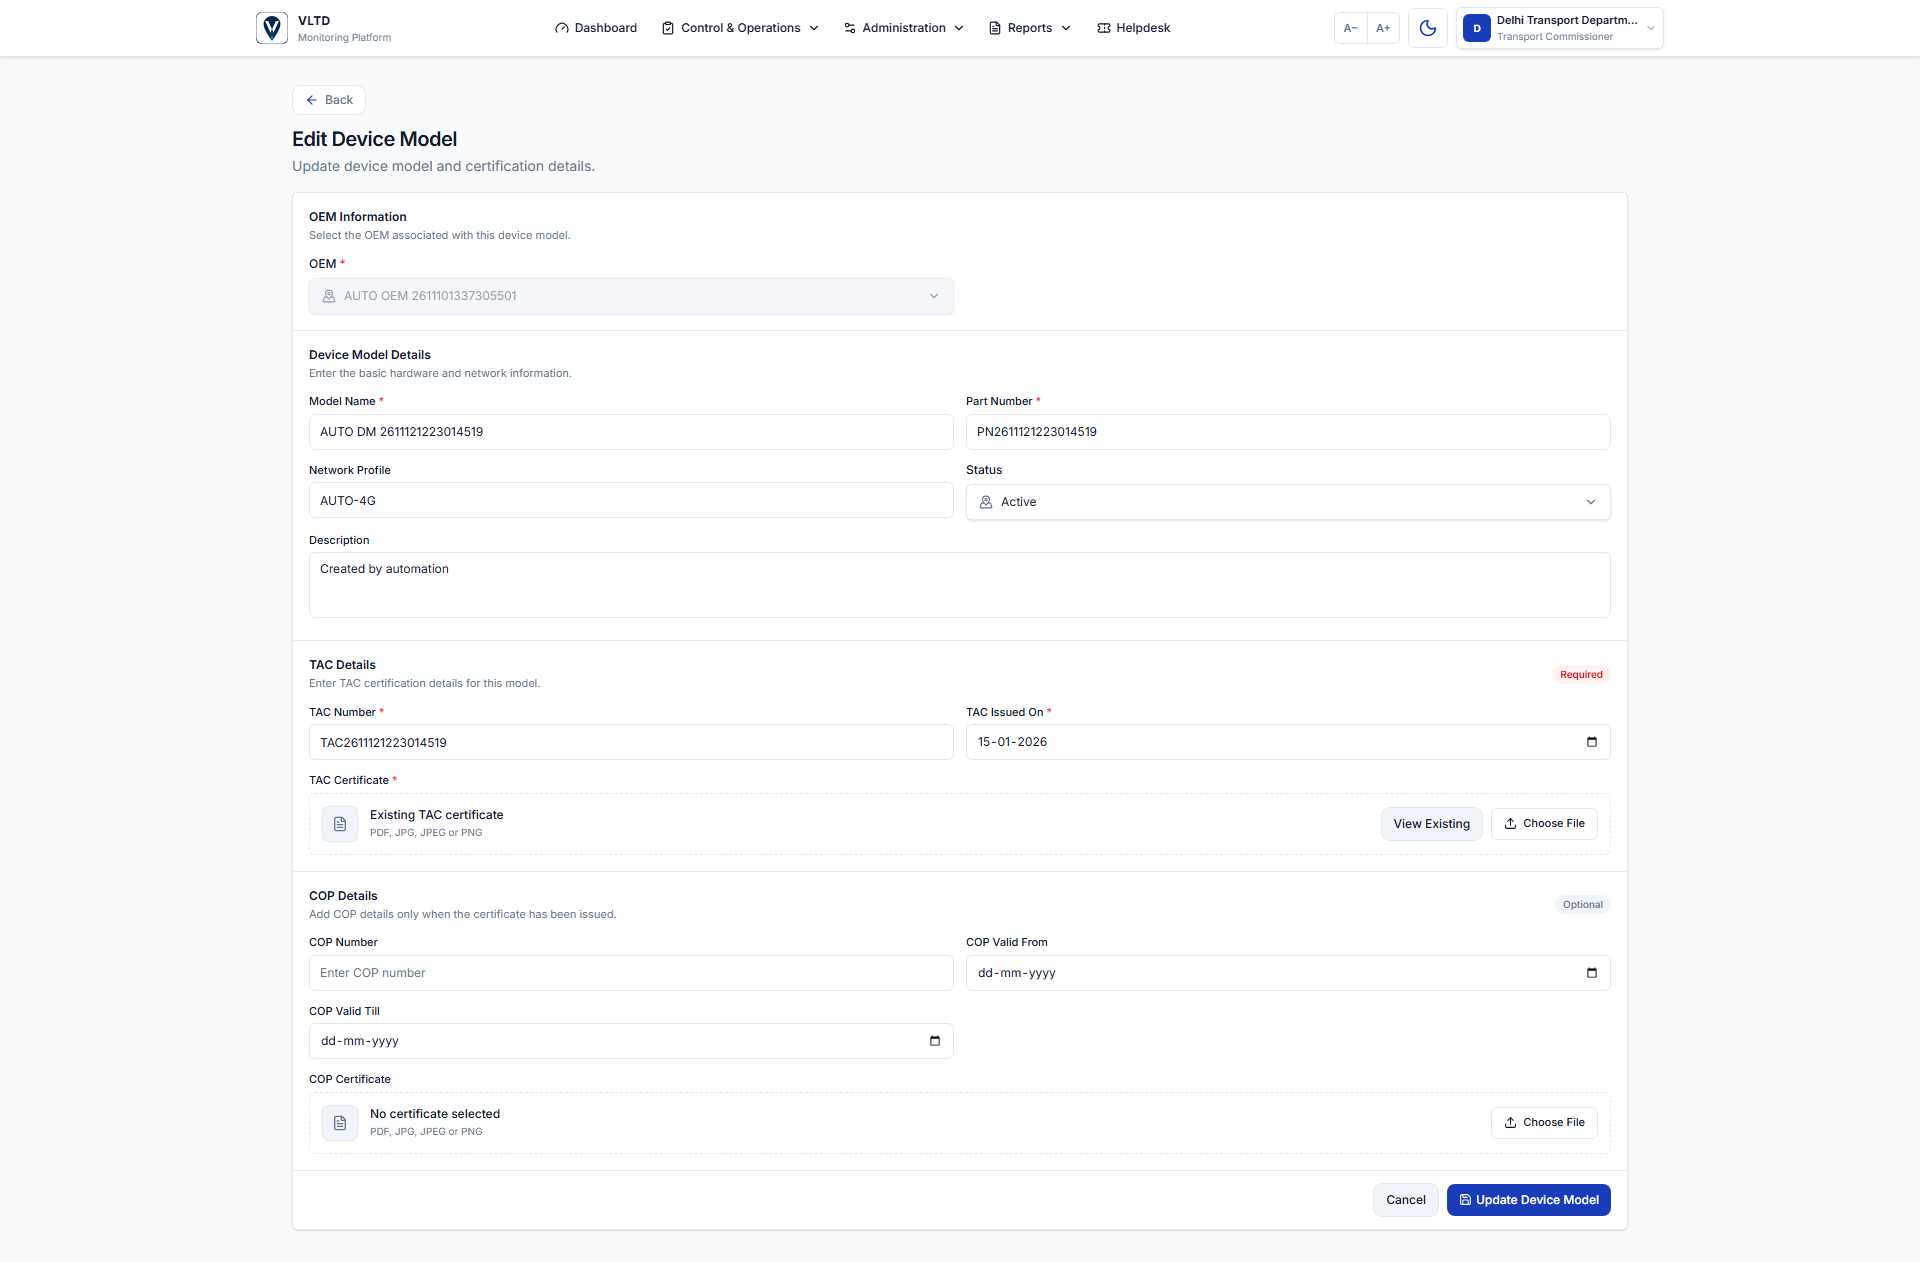 VLTD
Monitoring Platform
Dashboard
Control & Operations
Administration
Reports
Helpdesk
A−
A+
D
Delhi Transport Departm...
Transport Commissioner
Back
Edit Device Model
Update device model and certification details.
OEM Information
Select the OEM associated with this device model.
OEM *
AUTO OEM 2611101337305501
Device Model Details
Enter the basic hardware and network information.
Model Name *
Part Number *
AUTO DM 2611121223014519
PN2611121223014519
Network Profile
Status
AUTO-4G
Active
Description
Created by automation
TAC Details
Enter TAC certification details for this model.
Required
TAC Number *
TAC Issued On *
TAC2611121223014519
15-01-2026
TAC Certificate *
Existing TAC certificate
PDF, JPG, JPEG or PNG
View Existing
Choose File
COP Details
Add COP details only when the certificate has been issued.
Optional
COP Number
COP Valid From
Enter COP number
dd-mm-yyyy
COP Valid Till
dd-mm-yyyy
COP Certificate
No certificate selected
PDF, JPG, JPEG or PNG
Choose File
Cancel
Update Device Model